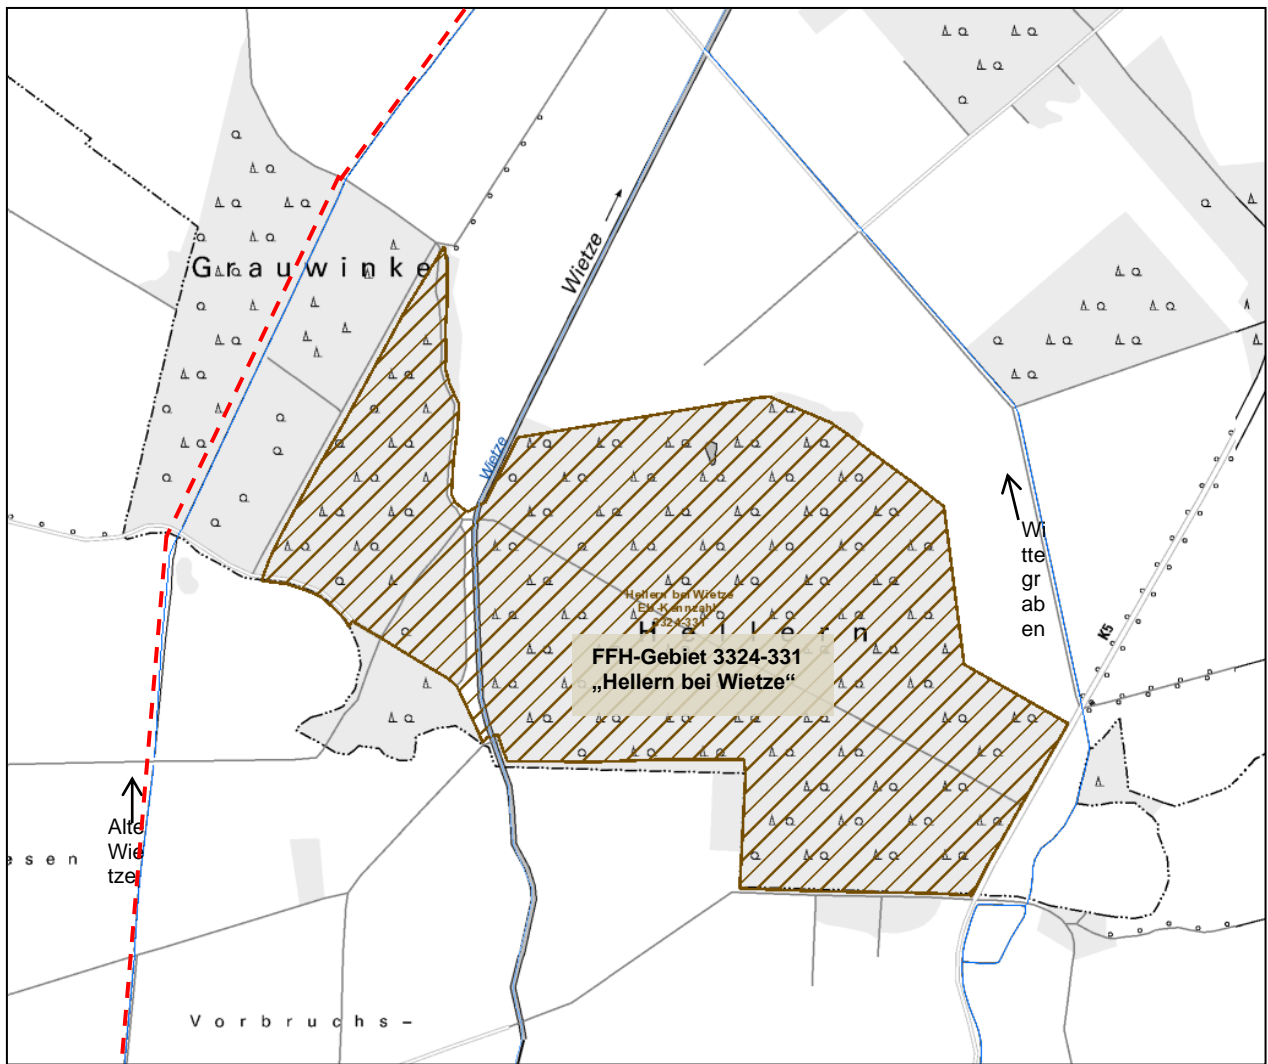 Grauwinke
Wietze
Wietze
Wi
tte
gr
ab
en
K5
Hellern bei Wietze
EU-Kennzahl
3324-331
Hellern
FFH-Gebiet 3324-331
„Hellern bei Wietze“
Alte
Wie
tze
esen
Vorbruchs-